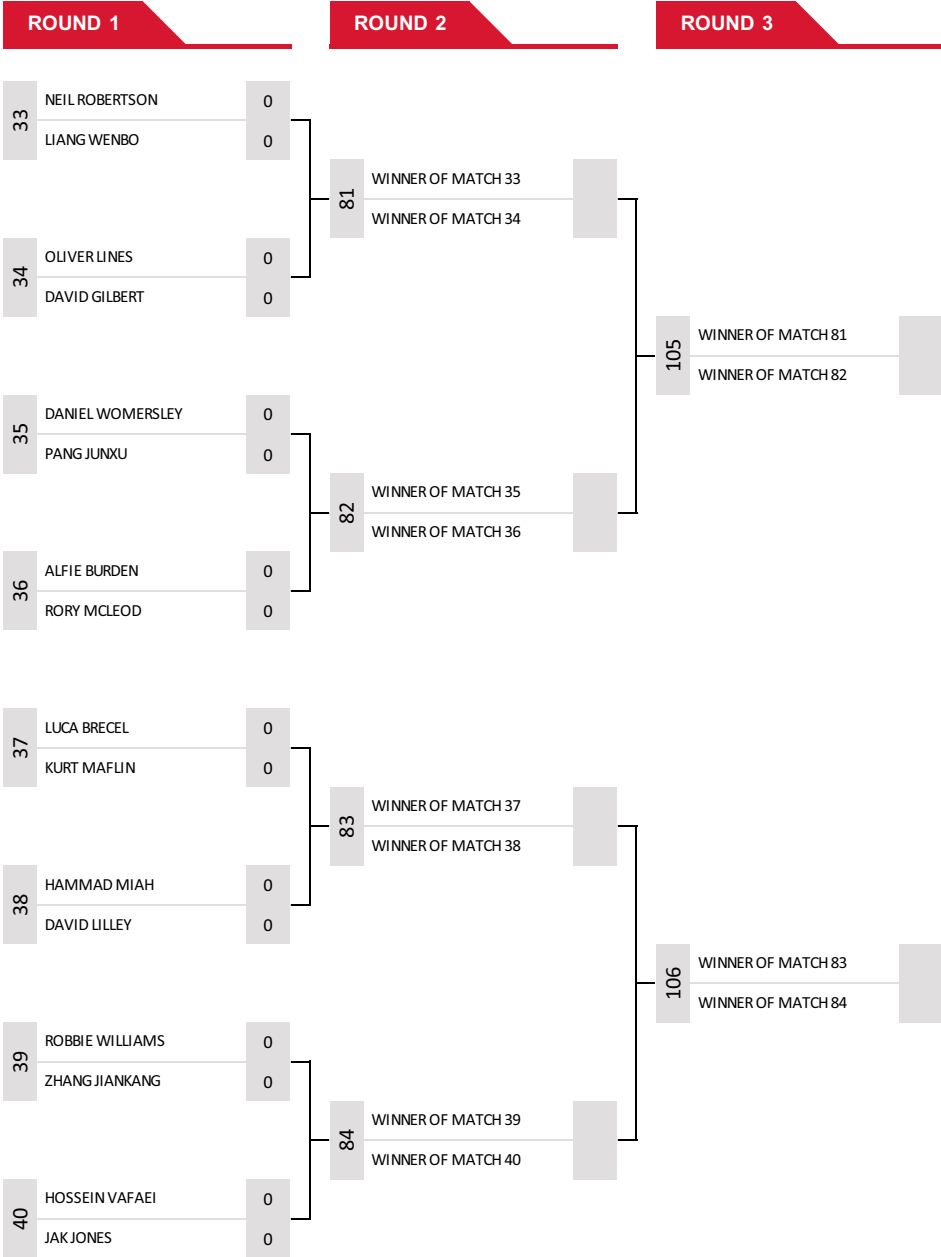 ROUND 1
ROUND 2
ROUND 3
33
NEIL ROBERTSON 0
LIANG WENBO 0
34
OLIVER LINES 0
DAVID GILBERT 0
35
DANIEL WOMERSLEY 0
PANG JUNXU 0
36
ALFIE BURDEN 0
RORY MCLEOD 0
37
LUCA BRECEL 0
KURT MAFLIN 0
38
HAMMAD MIAH 0
DAVID LILLEY 0
39
ROBBIE WILLIAMS 0
ZHANG JIANKANG 0
40
HOSSEIN VAFAEI 0
JAK JONES 0
81
WINNER OF MATCH 33
WINNER OF MATCH 34
82
WINNER OF MATCH 35
WINNER OF MATCH 36
83
WINNER OF MATCH 37
WINNER OF MATCH 38
84
WINNER OF MATCH 39
WINNER OF MATCH 40
105
WINNER OF MATCH 81
WINNER OF MATCH 82
106
WINNER OF MATCH 83
WINNER OF MATCH 84